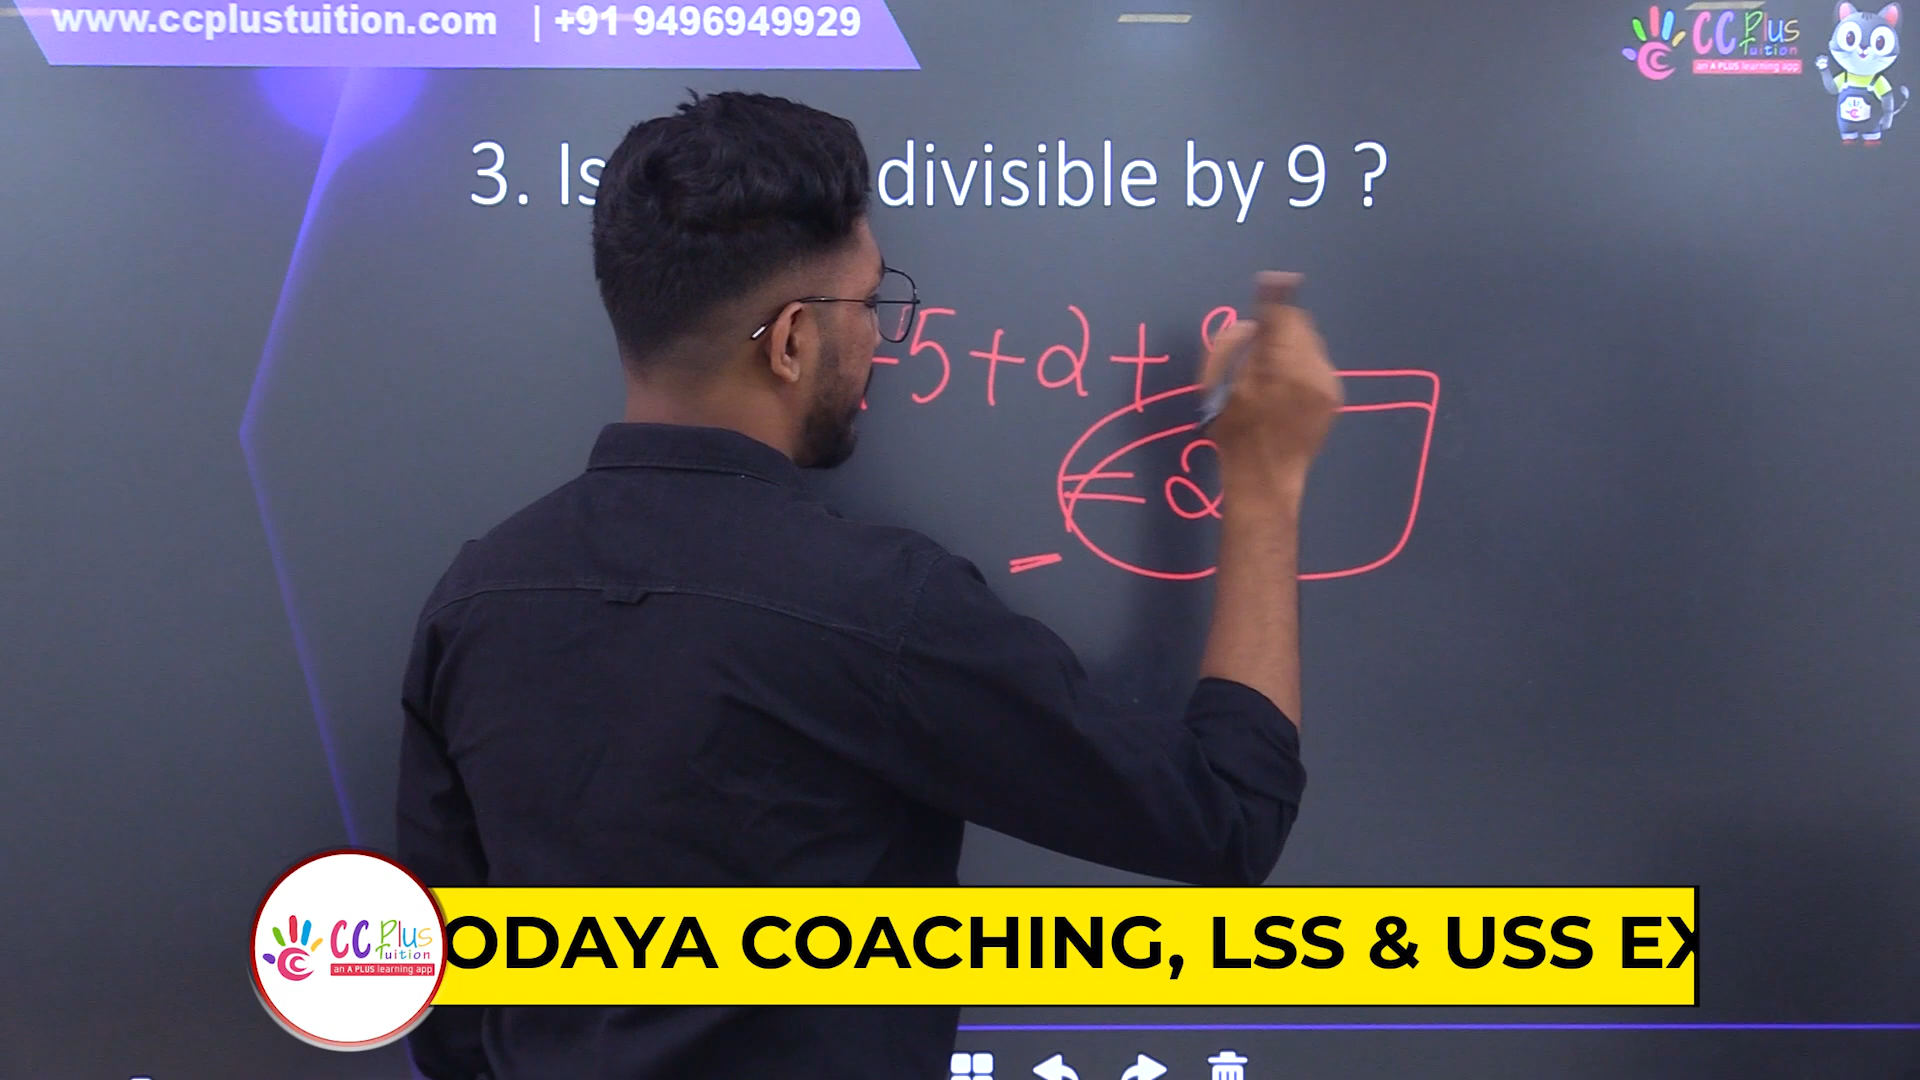 www.ccplustuition.com | +91 9496949929
CC Plus
Tuition
an A PLUS learning app
3. Is divisible by 9 ?
+5+2+
= 2
CC Plus
Tuition
an A PLUS learning app
ODAYA COACHING, LSS & USS EX